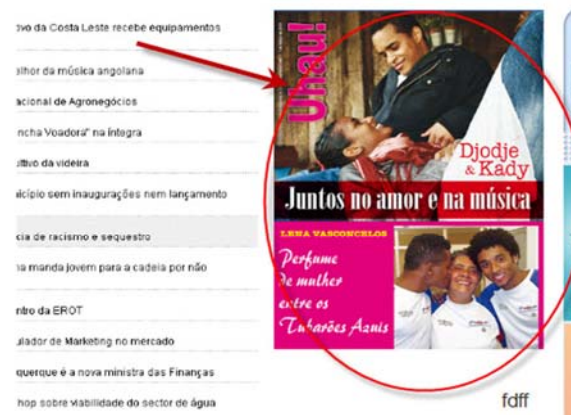 ovo da Costa Leste recebe equipamentos
elhor da música angolana
acional de Agronegócios
ncha Voadora" na íntegra
ultivo da videira
nicípio sem inaugurações nem lançamento
cia de racismo e sequestro
na manda jovem para a cadeia por não
ntro da EROT
ulador de Marketing no mercado
querque é a nova ministra das Finanças
hop sobre viabilidade do sector de água
Uhau!
Djodje
& Kady
Juntos no amor e na música
LENA VASCONCELOS
Perfume
de mulher
entre os
Tubarões Azuis
fdff